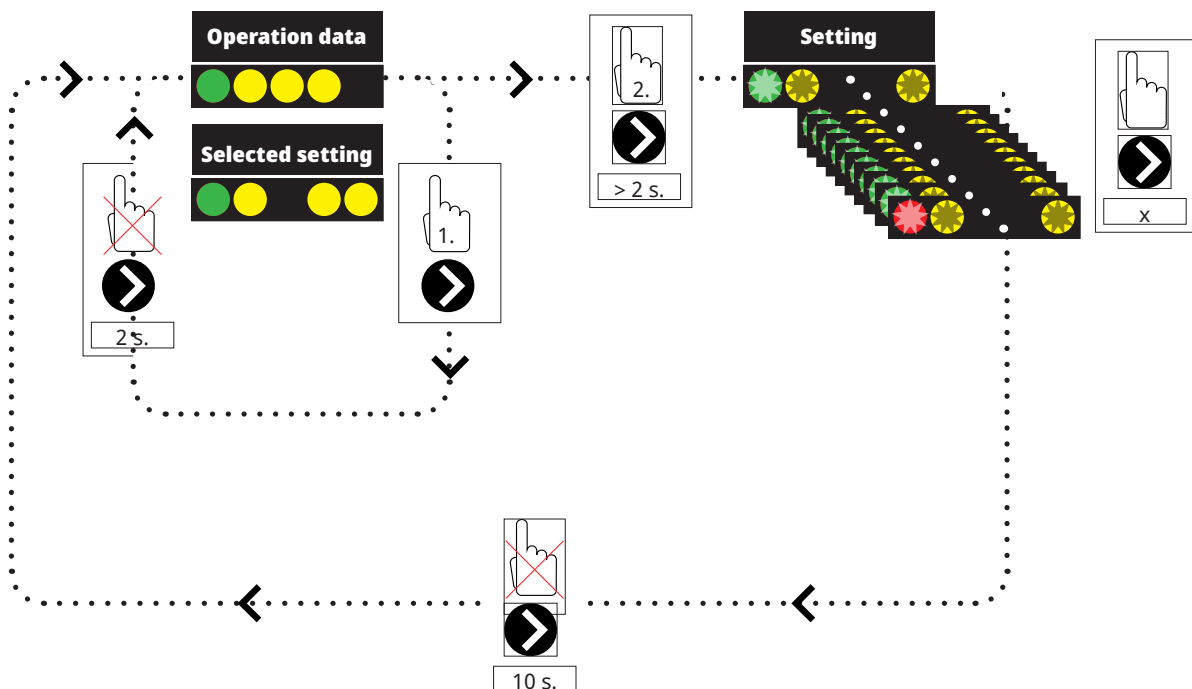 Operation data
Selected setting
2 s.
1.
2.
> 2 s.
Setting
x
10 s.